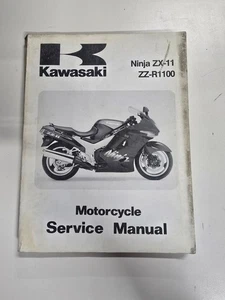 Kawasaki
Ninja ZX-11
ZZ-R1100
Motorcycle
Service Manual